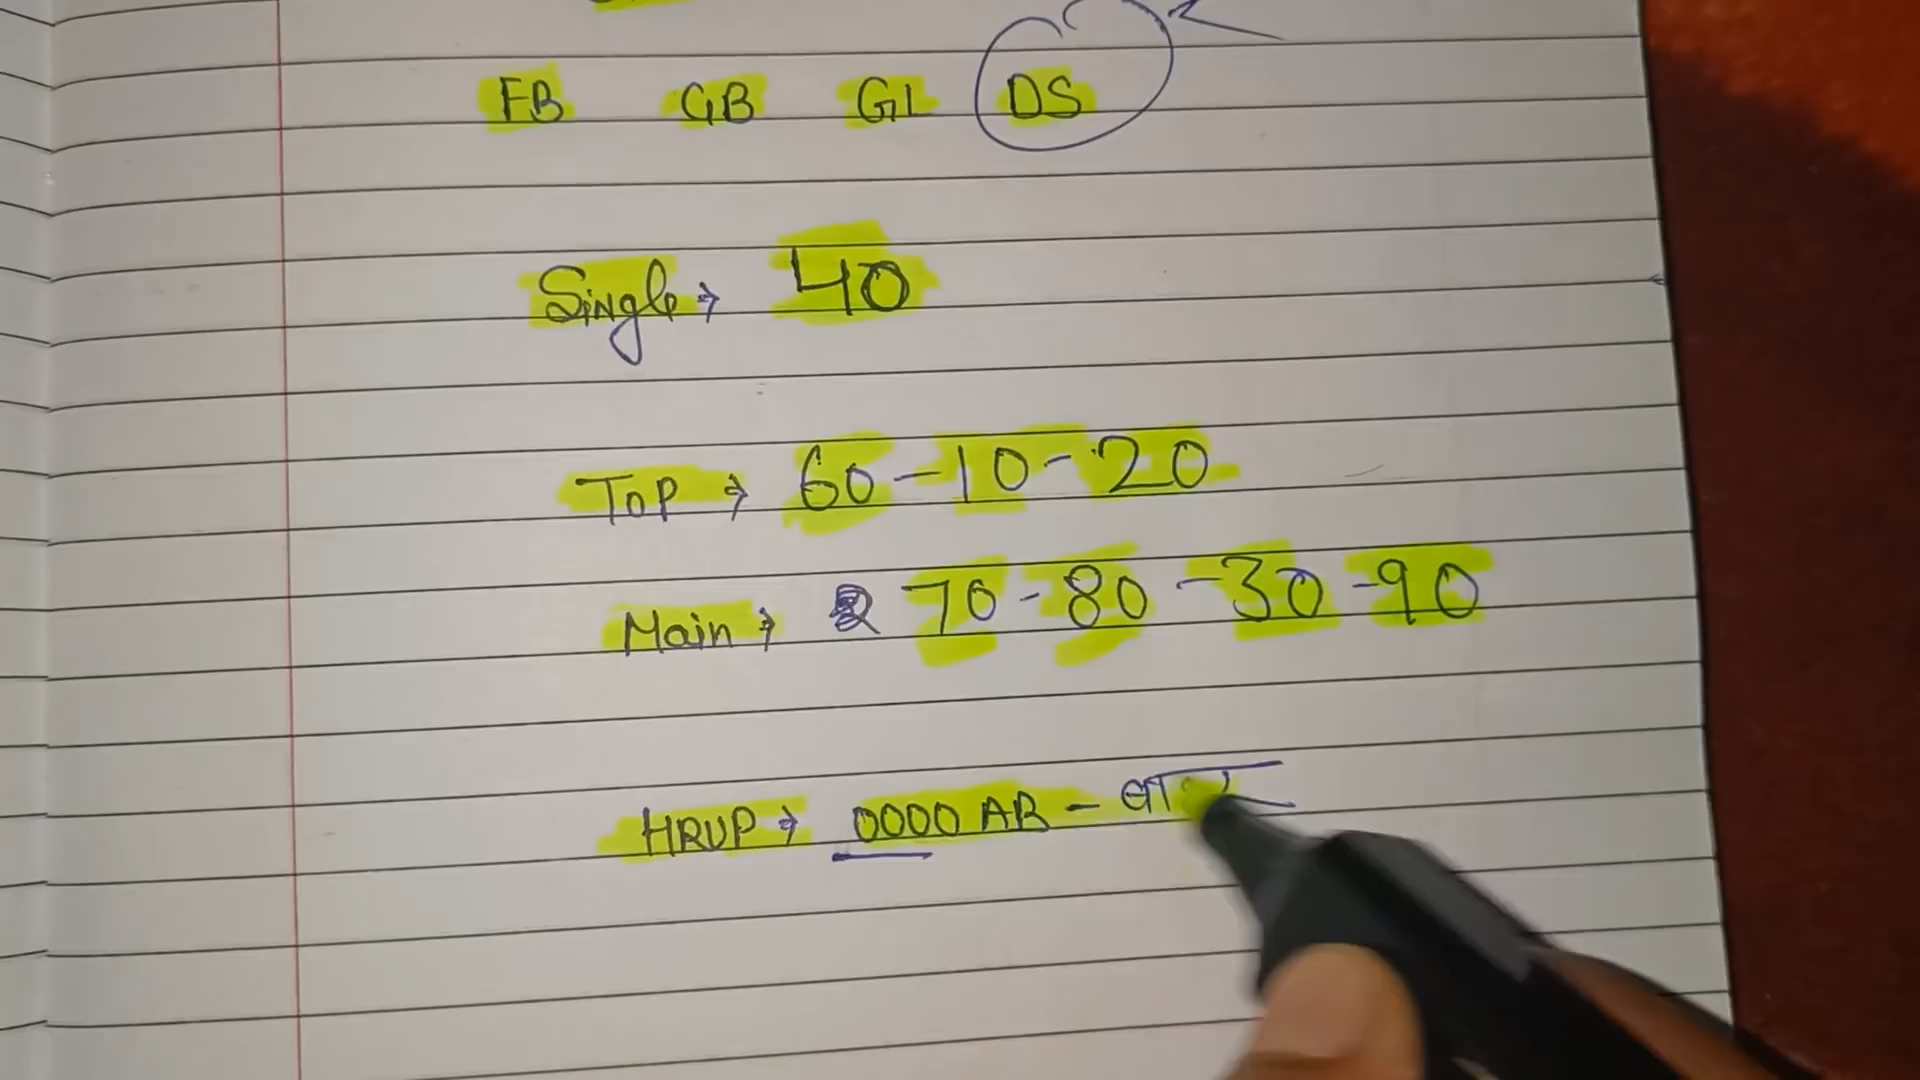 FB GB GL DS
Single → 40
TOP → 60 - 10 - 20
Main → 70 - 80 - 30 - 90
HRUP → 0000 AB -